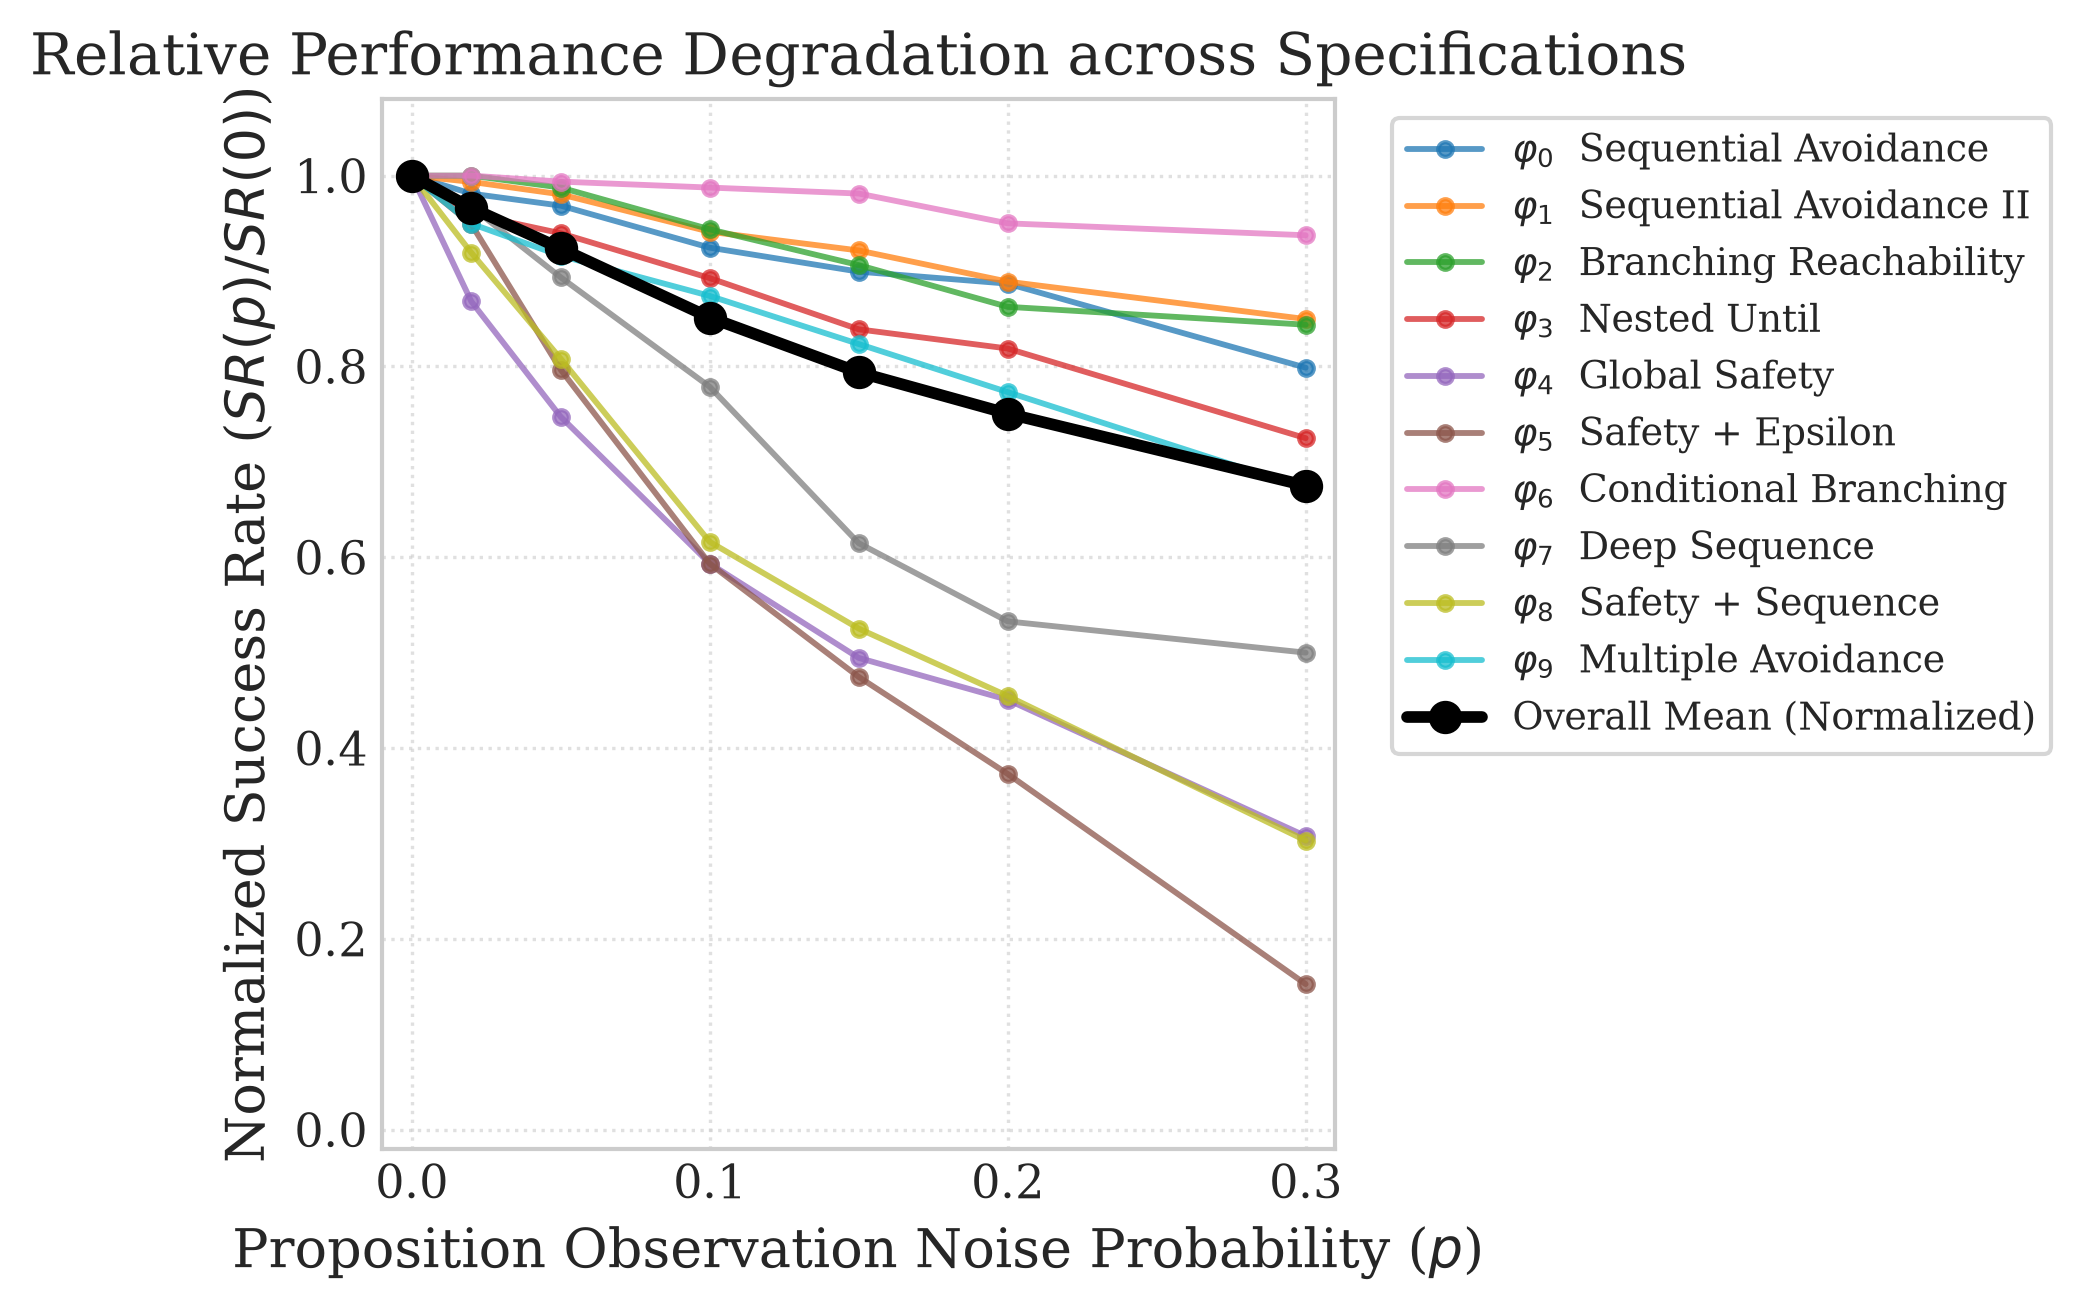 Relative Performance Degradation across Specifications
Normalized Success Rate (SR(p)/SR(0))
1.0
0.8
0.6
0.4
0.2
0.0
0.0 0.1 0.2 0.3
Proposition Observation Noise Probability (p)
φ0 Sequential Avoidance
φ1 Sequential Avoidance II
φ2 Branching Reachability
φ3 Nested Until
φ4 Global Safety
φ5 Safety + Epsilon
φ6 Conditional Branching
φ7 Deep Sequence
φ8 Safety + Sequence
φ9 Multiple Avoidance
Overall Mean (Normalized)